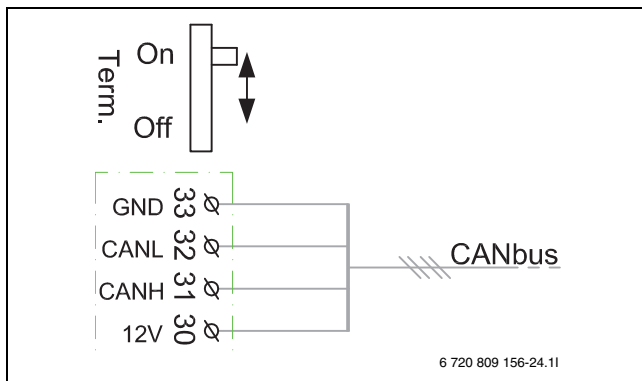 On
Term.
Off
GND 33
CANL 32
CANH 31
12V 30
CANbus
6 720 809 156-24.1I